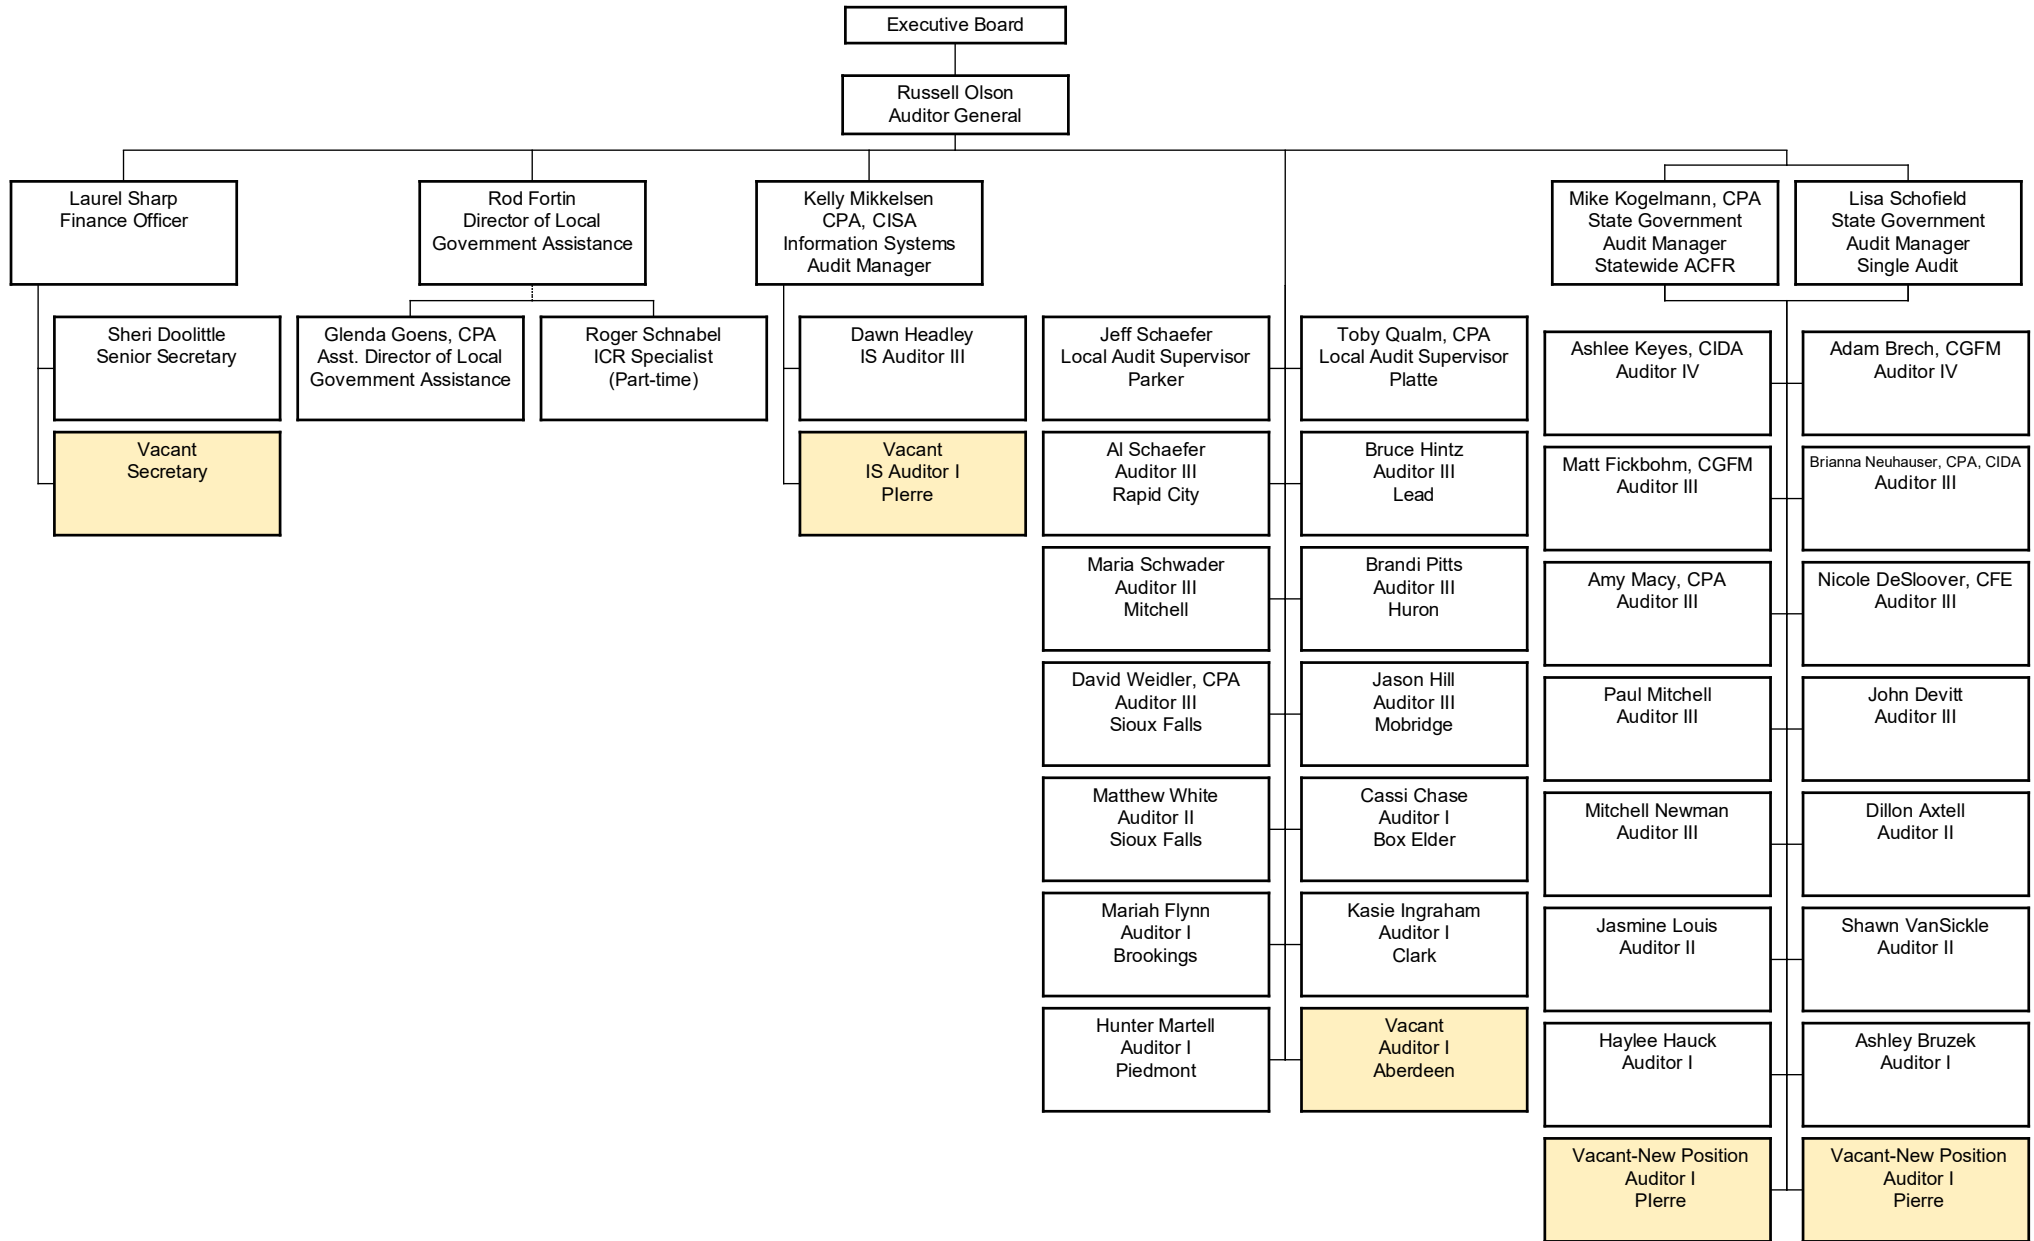 Executive Board
Russell Olson
Auditor General
Laurel Sharp
Finance Officer
Rod Fortin
Director of Local
Government Assistance
Kelly Mikkelsen
CPA, CISA
Information Systems
Audit Manager
Mike Kogelmann, CPA
State Government
Audit Manager
Statewide ACFR
Lisa Schofield
State Government
Audit Manager
Single Audit
Sheri Doolittle
Senior Secretary
Glenda Goens, CPA
Asst. Director of Local
Government Assistance
Roger Schnabel
ICR Specialist
(Part-time)
Dawn Headley
IS Auditor III
Jeff Schaefer
Local Audit Supervisor
Parker
Toby Qualm, CPA
Local Audit Supervisor
Platte
Ashlee Keyes, CIDA
Auditor IV
Adam Brech, CGFM
Auditor IV
Vacant
Secretary
Vacant
IS Auditor I
PIerre
Al Schaefer
Auditor III
Rapid City
Bruce Hintz
Auditor III
Lead
Matt Fickbohm, CGFM
Auditor III
Brianna Neuhauser, CPA, CIDA
Auditor III
Maria Schwader
Auditor III
Mitchell
Brandi Pitts
Auditor III
Huron
Amy Macy, CPA
Auditor III
Nicole DeSloover, CFE
Auditor III
David Weidler, CPA
Auditor III
Sioux Falls
Jason Hill
Auditor III
Mobridge
Paul Mitchell
Auditor III
John Devitt
Auditor III
Matthew White
Auditor II
Sioux Falls
Cassi Chase
Auditor I
Box Elder
Mitchell Newman
Auditor III
Dillon Axtell
Auditor II
Mariah Flynn
Auditor I
Brookings
Kasie Ingraham
Auditor I
Clark
Jasmine Louis
Auditor II
Shawn VanSickle
Auditor II
Hunter Martell
Auditor I
Piedmont
Vacant
Auditor I
Aberdeen
Haylee Hauck
Auditor I
Ashley Bruzek
Auditor I
Vacant-New Position
Auditor I
PIerre
Vacant-New Position
Auditor I
Pierre